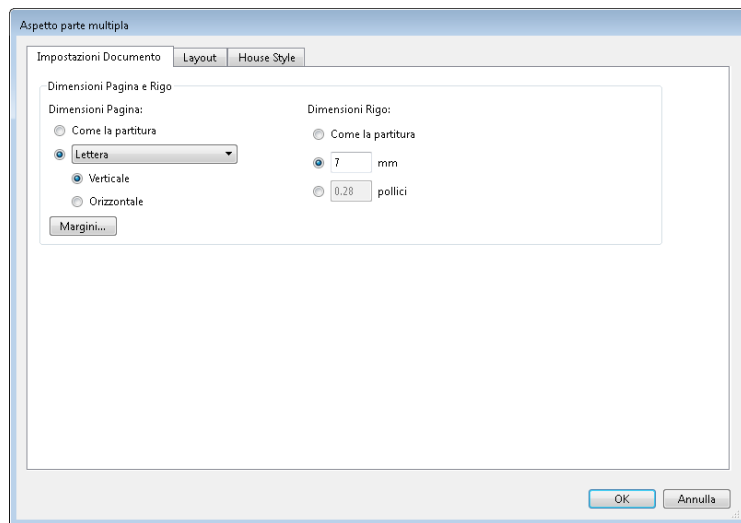 Aspetto parte multipla
Impostazioni Documento Layout House Style
Dimensioni Pagina e Rigo
Dimensioni Pagina: Dimensioni Rigo:
Come la partitura Come la partitura
Lettera 7 mm
Verticale 0.28 pollici
Orizzontale
Margini...
OK Annulla